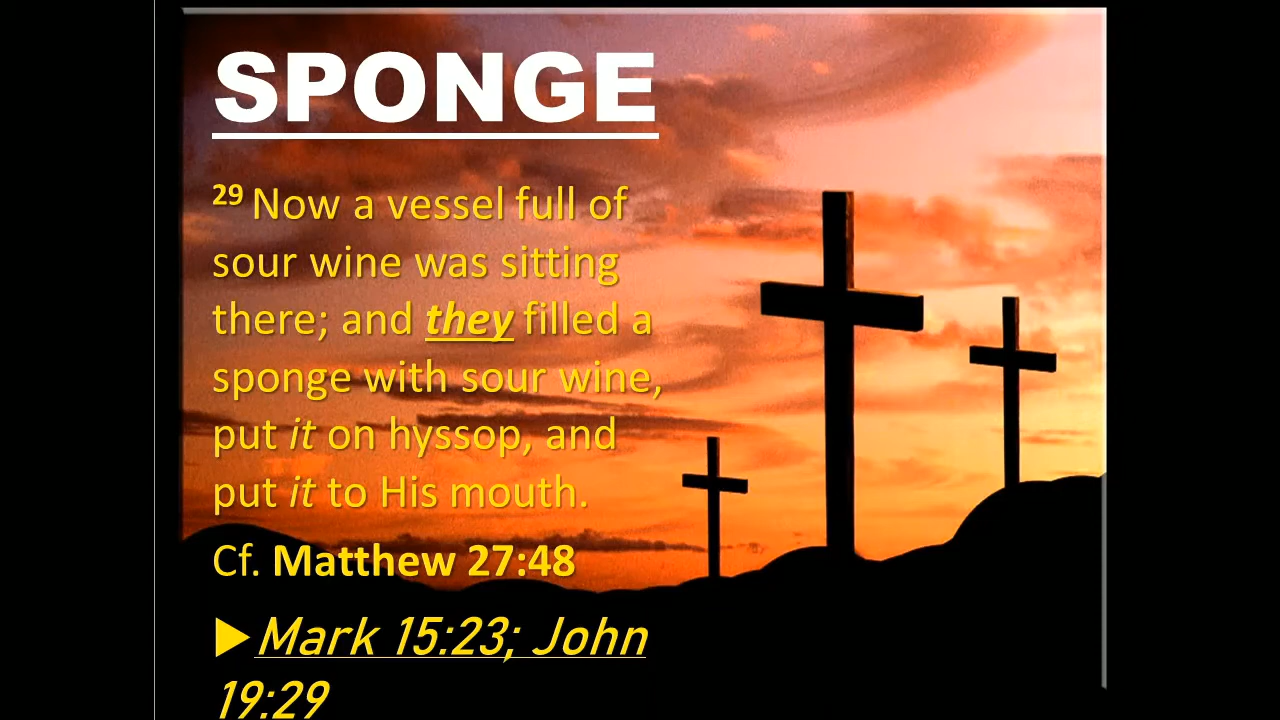 SPONGE
29 Now a vessel full of
sour wine was sitting
there; and they filled a
sponge with sour wine,
put it on hyssop, and
put it to His mouth.
Cf. Matthew 27:48
▶Mark 15:23; John
19:29